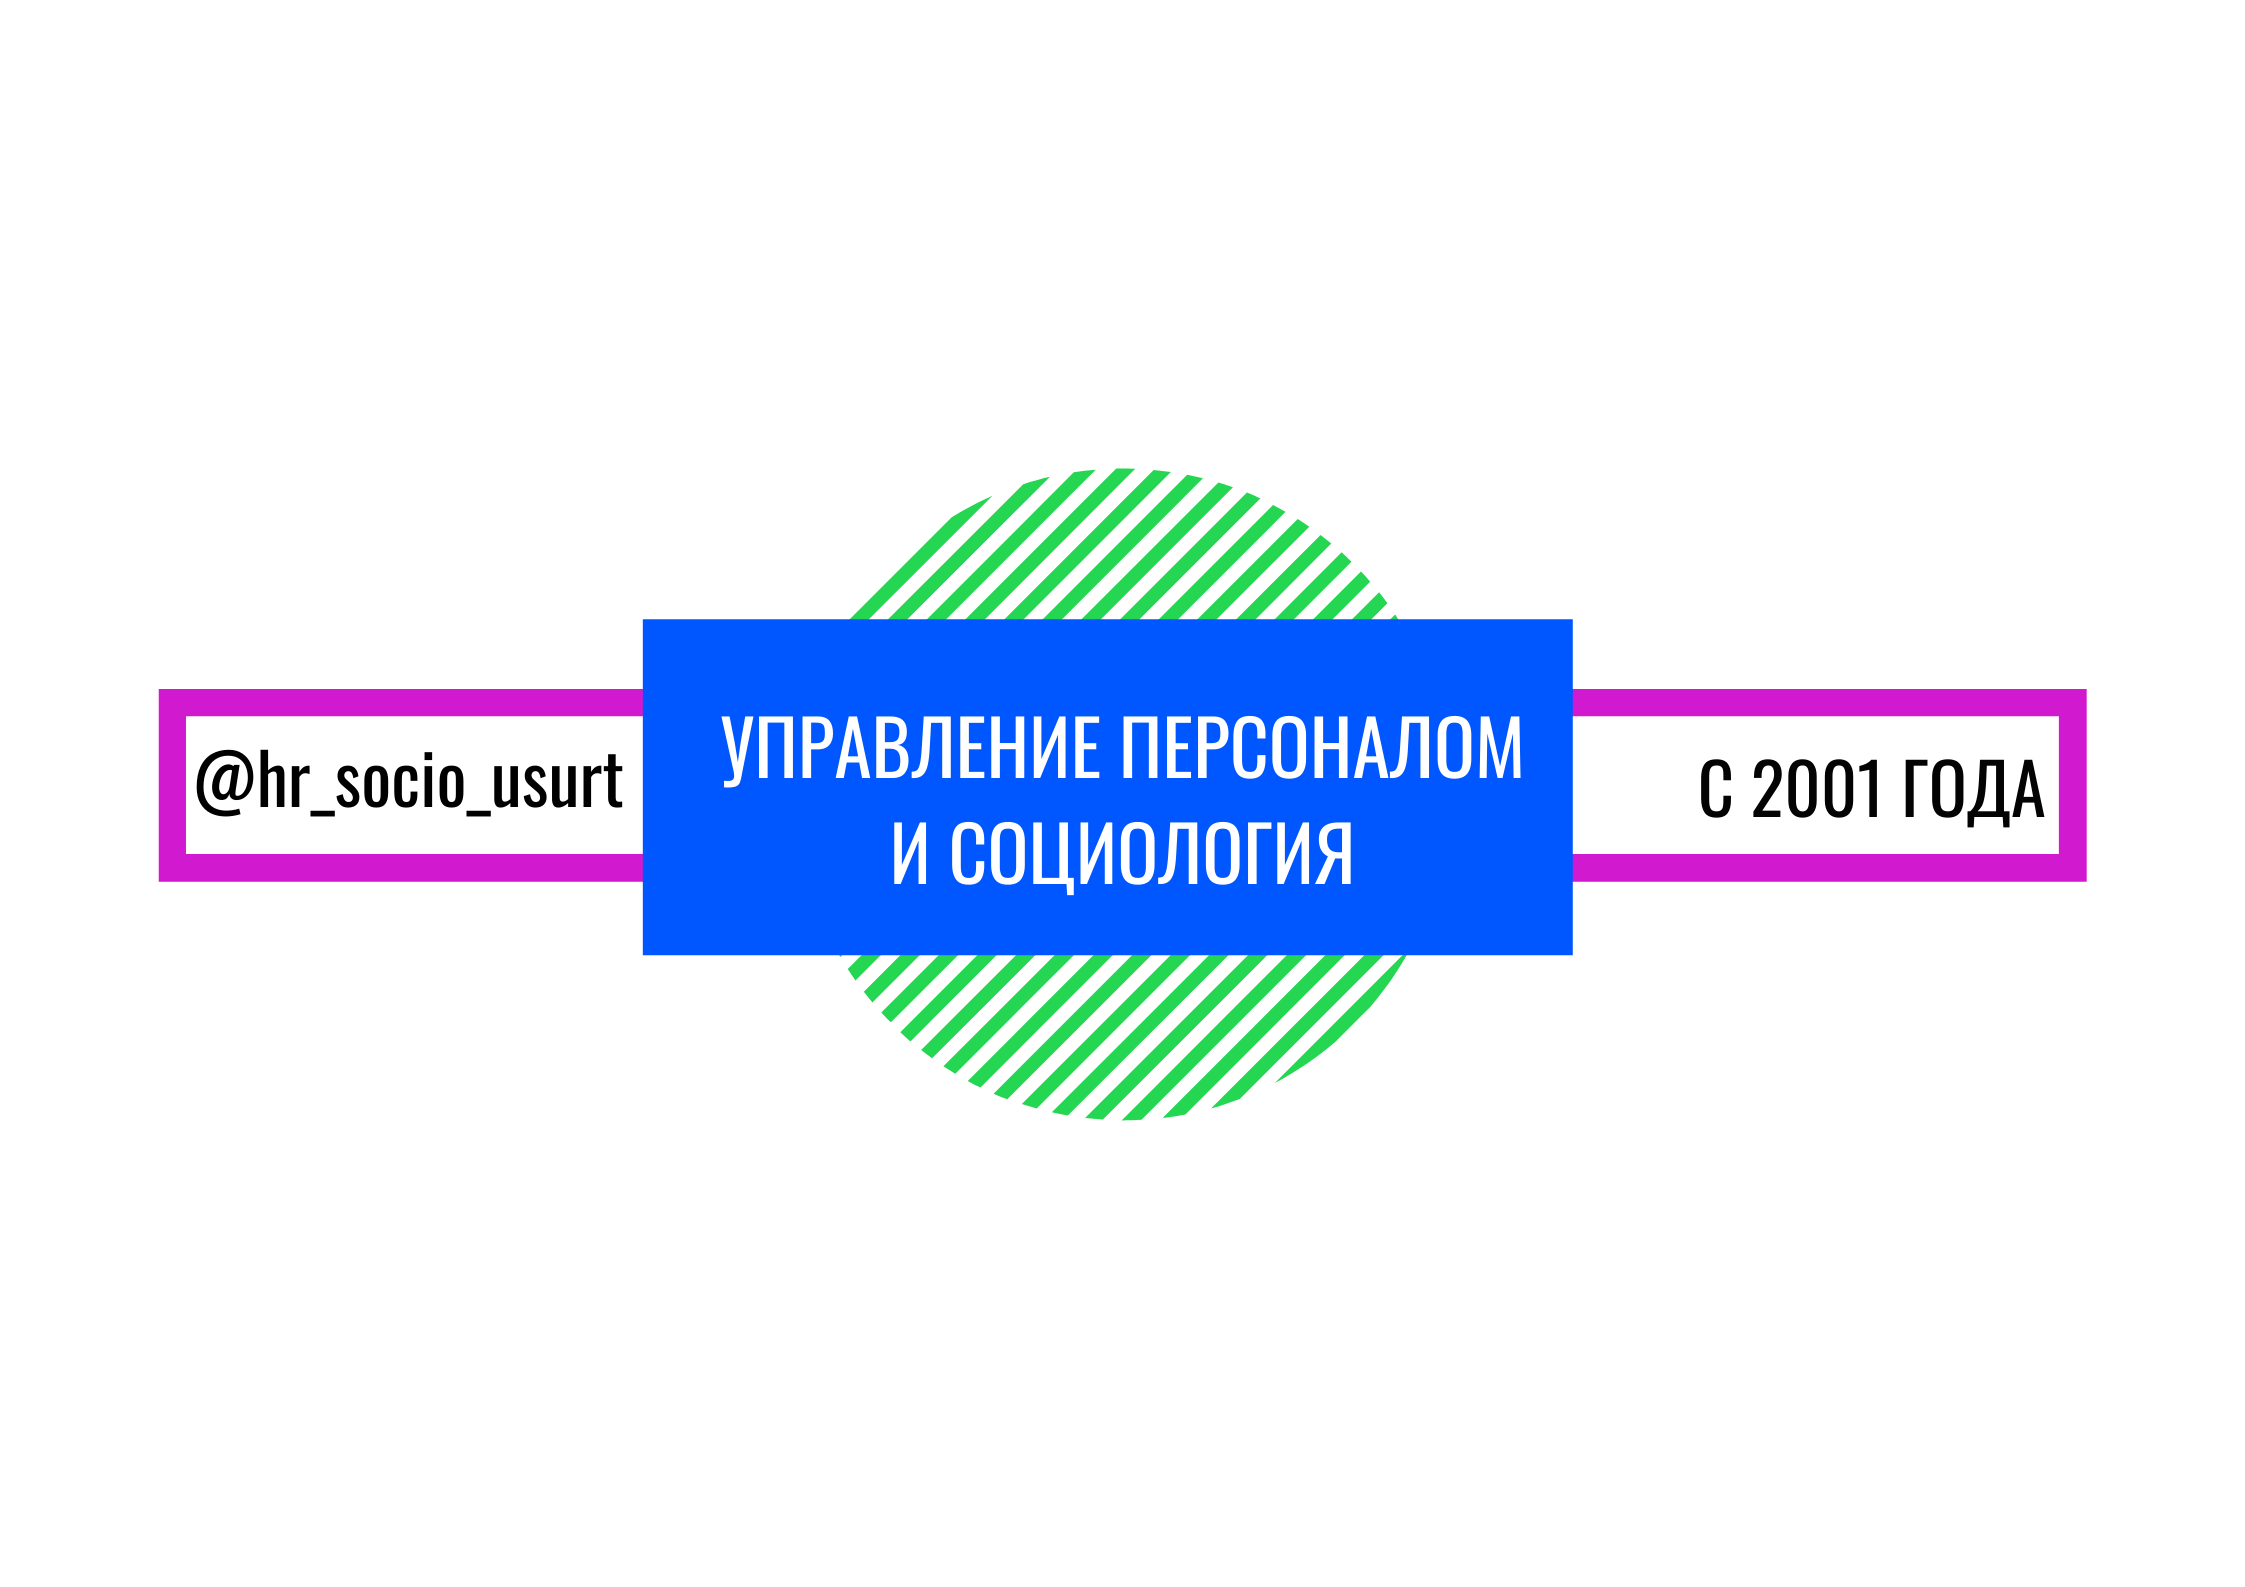 @hr_socio_usurt
УПРАВЛЕНИЕ ПЕРСОНАЛОМ
И СОЦИОЛОГИЯ
С 2001 ГОДА